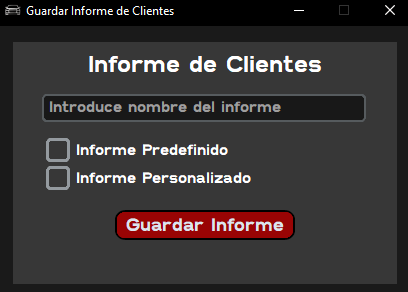 Guardar Informe de Clientes
Informe de Clientes
Introduce nombre del informe
Informe Predefinido
Informe Personalizado
Guardar Informe